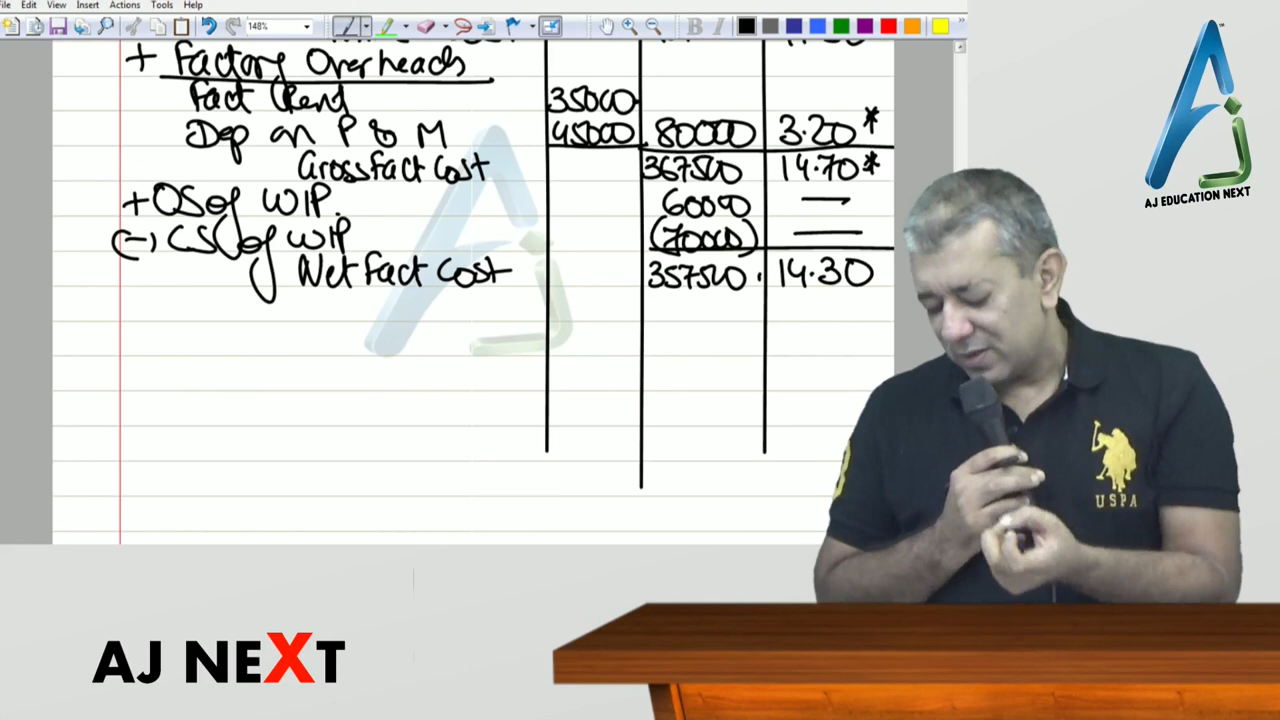 File Edit View Insert Actions Tools Help
148%
+ Factory Overheads
Fact Rent 35000
Dep on P & M 45000 80000 3.20*
Gross Fact Cost 367500 14.70*
+ OS of WIP. 60000 —
(-) CS of WIP (70000) —
Net Fact Cost 357500 14.30
AJ EDUCATION NEXT
USPA
AJ NEXT